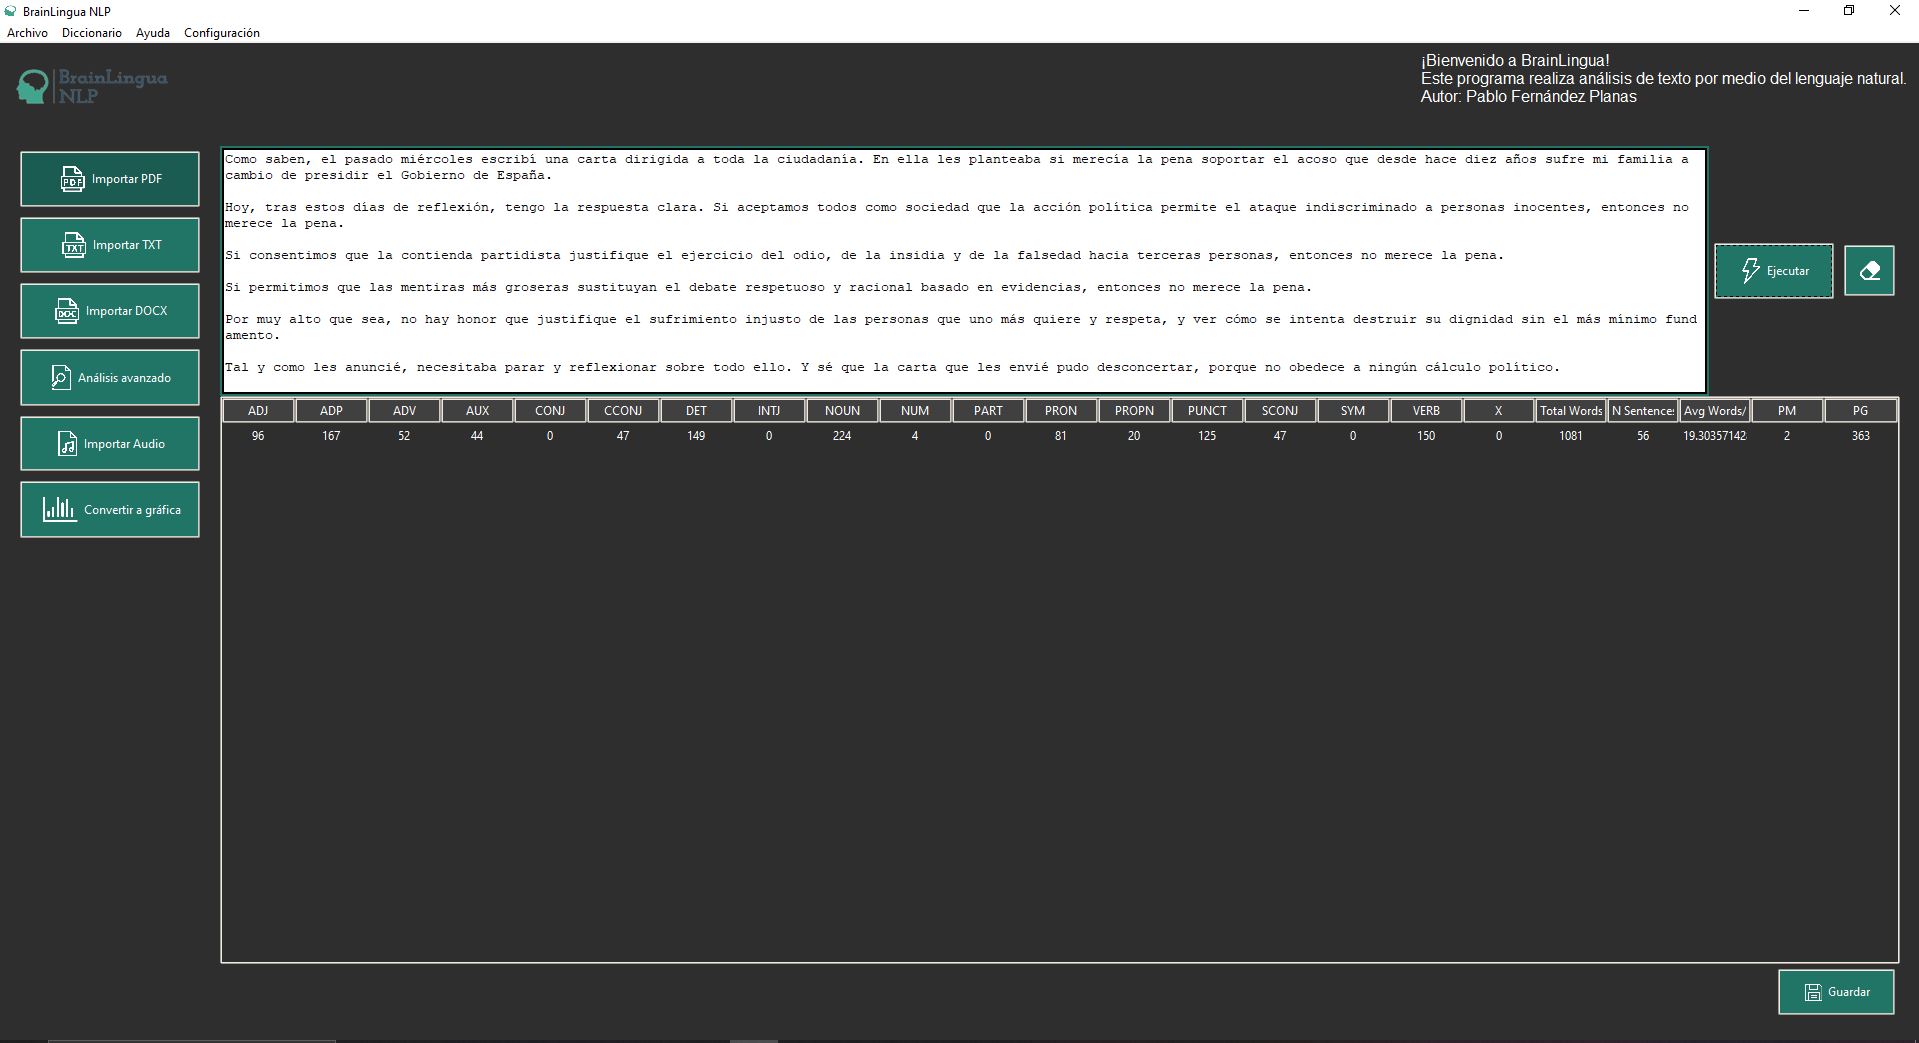 BrainLingua NLP
Archivo Diccionario Ayuda Configuración
BrainLingua
NLP
¡Bienvenido a BrainLingua!
Este programa realiza análisis de texto por medio del lenguaje natural.
Autor: Pablo Fernández Planas
Importar PDF
Importar TXT
Importar DOCX
Análisis avanzado
Importar Audio
Convertir a gráfica
Como saben, el pasado miércoles escribí una carta dirigida a toda la ciudadanía. En ella les planteaba si merecía la pena soportar el acoso que desde hace diez años sufre mi familia a
cambio de presidir el Gobierno de España.
Hoy, tras estos días de reflexión, tengo la respuesta clara. Si aceptamos todos como sociedad que la acción política permite el ataque indiscriminado a personas inocentes, entonces no
merece la pena.
Si consentimos que la contienda partidista justifique el ejercicio del odio, de la insidia y de la falsedad hacia terceras personas, entonces no merece la pena.
Si permitimos que las mentiras más groseras sustituyan el debate respetuoso y racional basado en evidencias, entonces no merece la pena.
Por muy alto que sea, no hay honor que justifique el sufrimiento injusto de las personas que uno más quiere y respeta, y ver cómo se intenta destruir su dignidad sin el más mínimo fund
amento.
Tal y como les anuncié, necesitaba parar y reflexionar sobre todo ello. Y sé que la carta que les envié pudo desconcertar, porque no obedece a ningún cálculo político.
Ejecutar
ADJ ADP ADV AUX CONJ CCONJ DET INTJ NOUN NUM PART PRON PROPN PUNCT SCONJ SYM VERB X Total Words N Sentences Avg Words/ PM PG
96 167 52 44 0 47 149 0 224 4 0 81 20 125 47 0 150 0 1081 56 19.30357142 2 363
Guardar